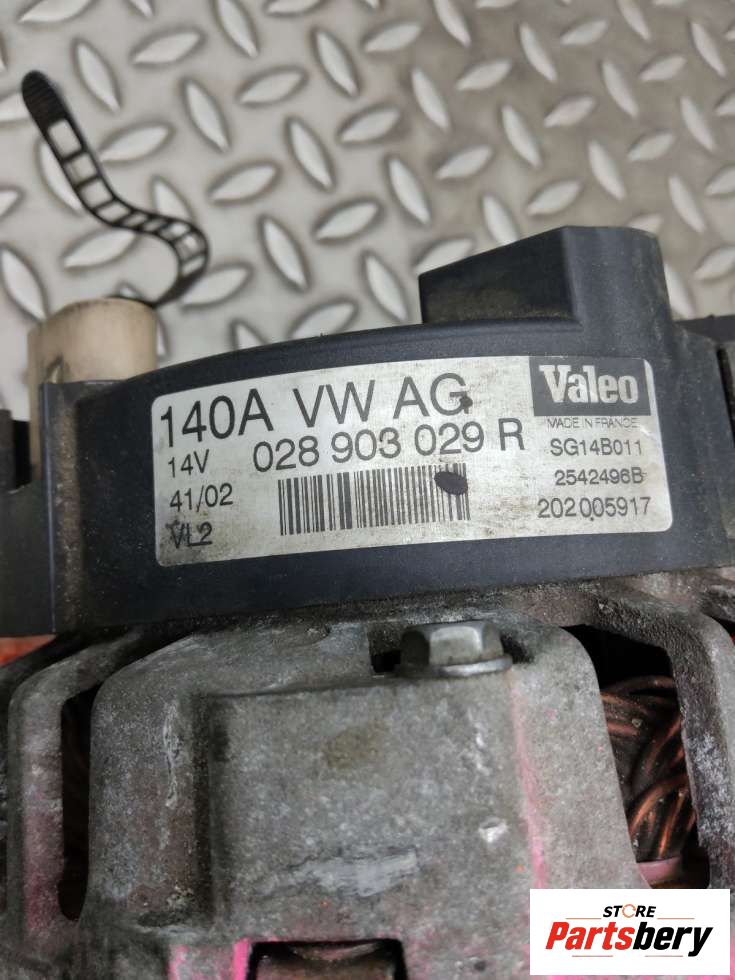 140A VW AG
14V 028 903 029 R
41/02
VL2
Valeo
MADE IN FRANCE
SG14B011
2542496B
202005917
STORE
Partsbery